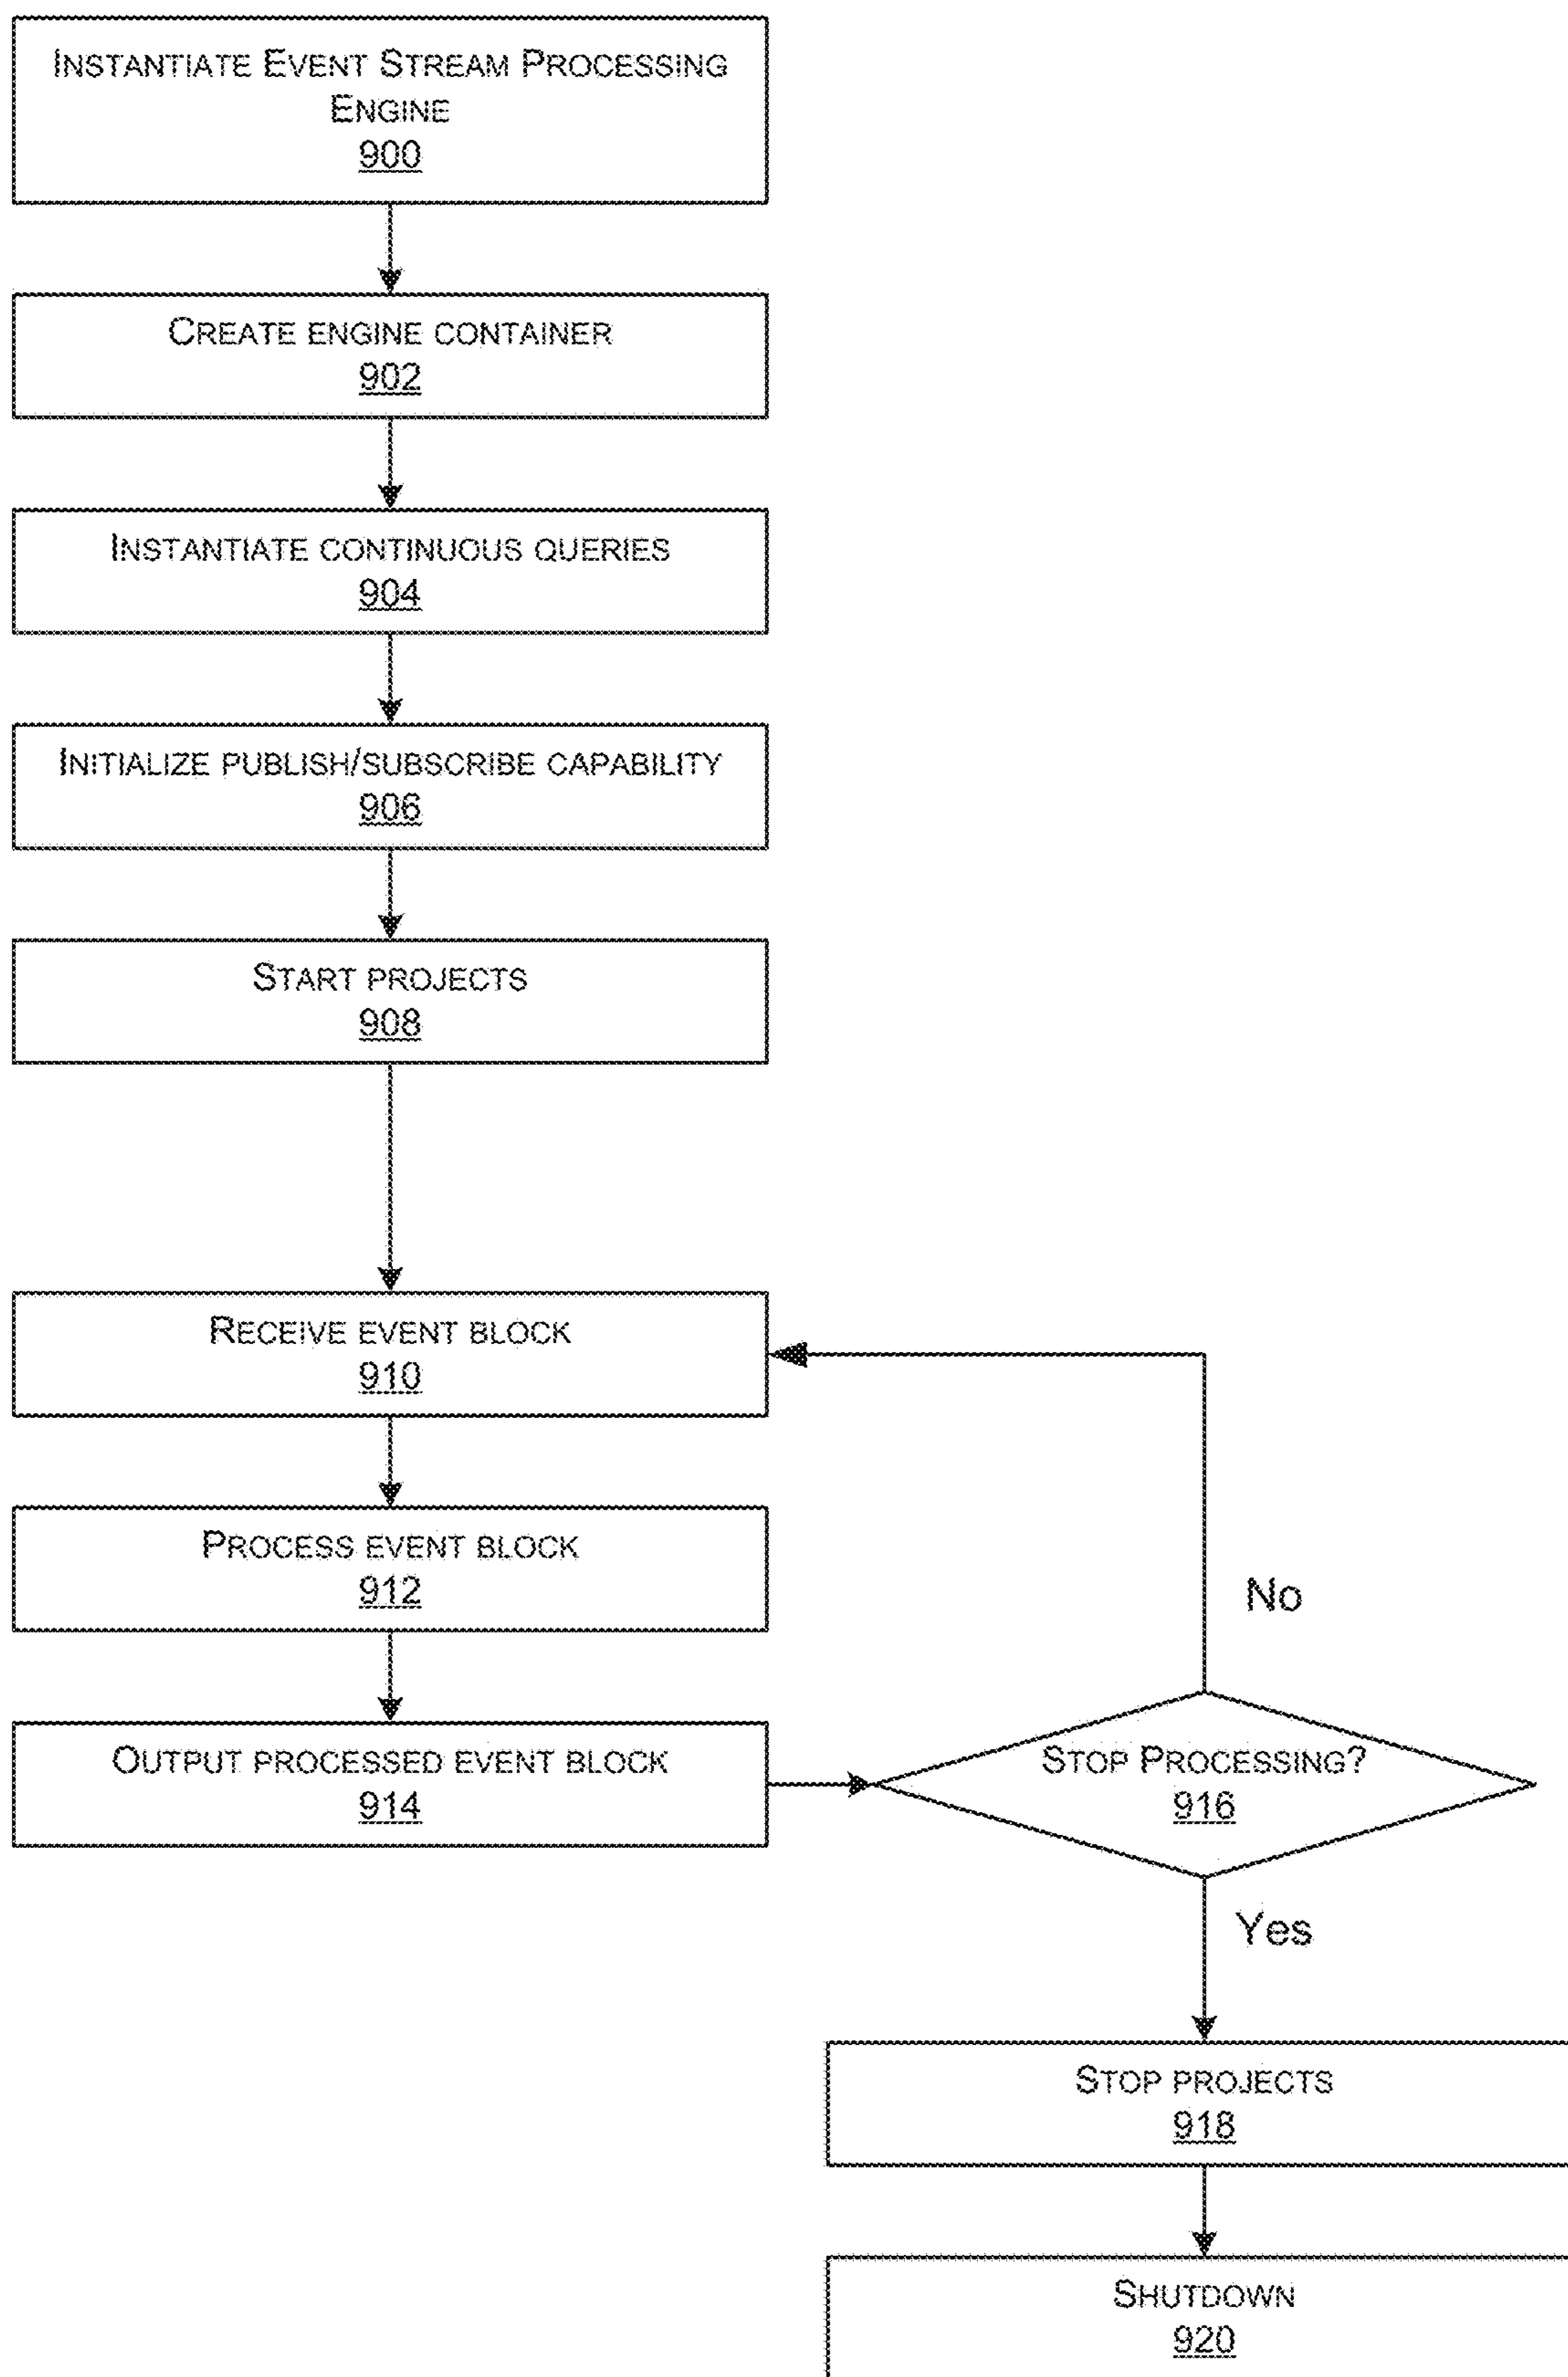 INSTANTIATE EVENT STREAM PROCESSING
ENGINE
900
CREATE ENGINE CONTAINER
902
INSTANTIATE CONTINUOUS QUERIES
904
INITIALIZE PUBLISH/SUBSCRIBE CAPABILITY
906
START PROJECTS
908
RECEIVE EVENT BLOCK
910
PROCESS EVENT BLOCK
912
No
OUTPUT PROCESSED EVENT BLOCK
914
STOP PROCESSING?
916
Yes
STOP PROJECTS
918
SHUTDOWN
920